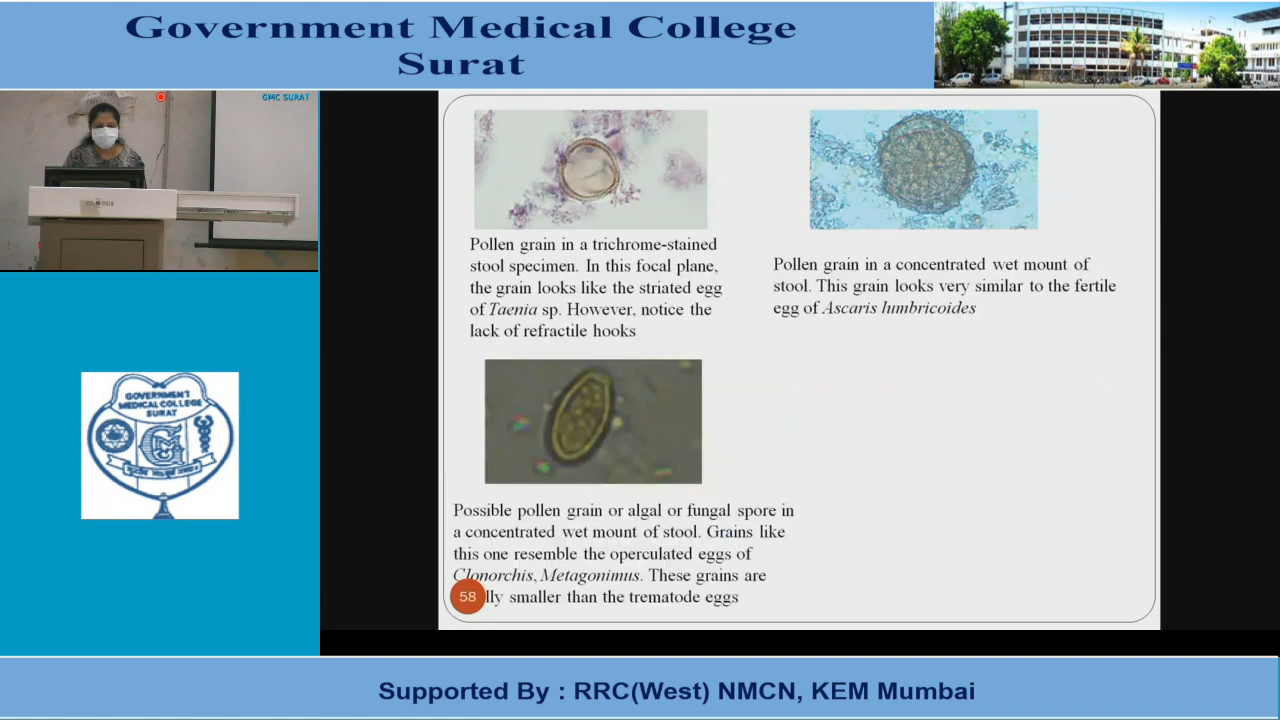 Government Medical College
Surat
GMC SURAT
Pollen grain in a trichrome-stained
stool specimen. In this focal plane,
the grain looks like the striated egg
of Taenia sp. However, notice the
lack of refractile hooks
Pollen grain in a concentrated wet mount of
stool. This grain looks very similar to the fertile
egg of Ascaris lumbricoides
GOVERNMENT
MEDICAL COLLEGE
SURAT
Possible pollen grain or algal or fungal spore in
a concentrated wet mount of stool. Grains like
this one resemble the operculated eggs of
Clonorchis, Metagonimus. These grains are
58 lly smaller than the trematode eggs
Supported By : RRC(West) NMCN, KEM Mumbai